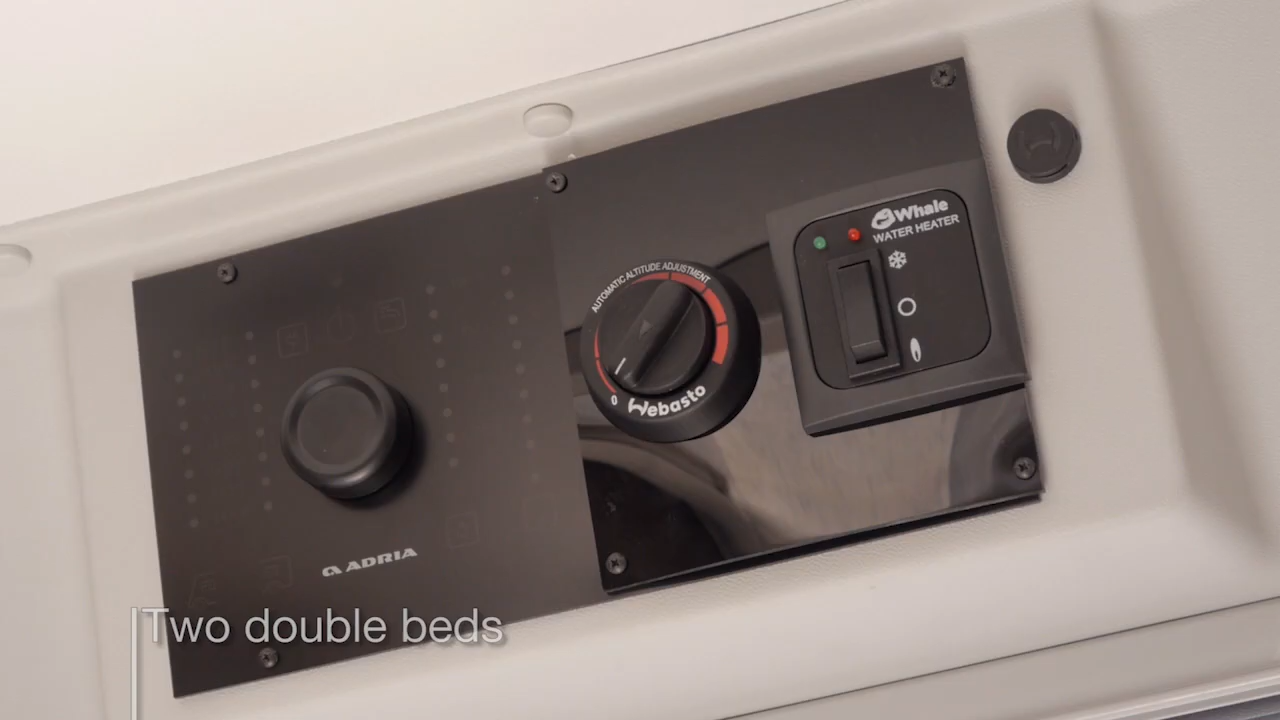 Whale
WATER HEATER
AUTOMATIC ALTITUDE ADJUSTMENT
0
Webasto
ADRIA
Two double beds